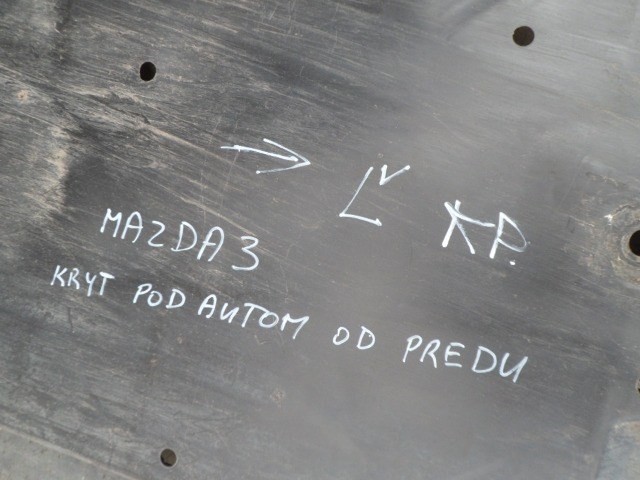 → Ľ KP.
MAZDA 3
KRYT POD AUTOM OD PREDU